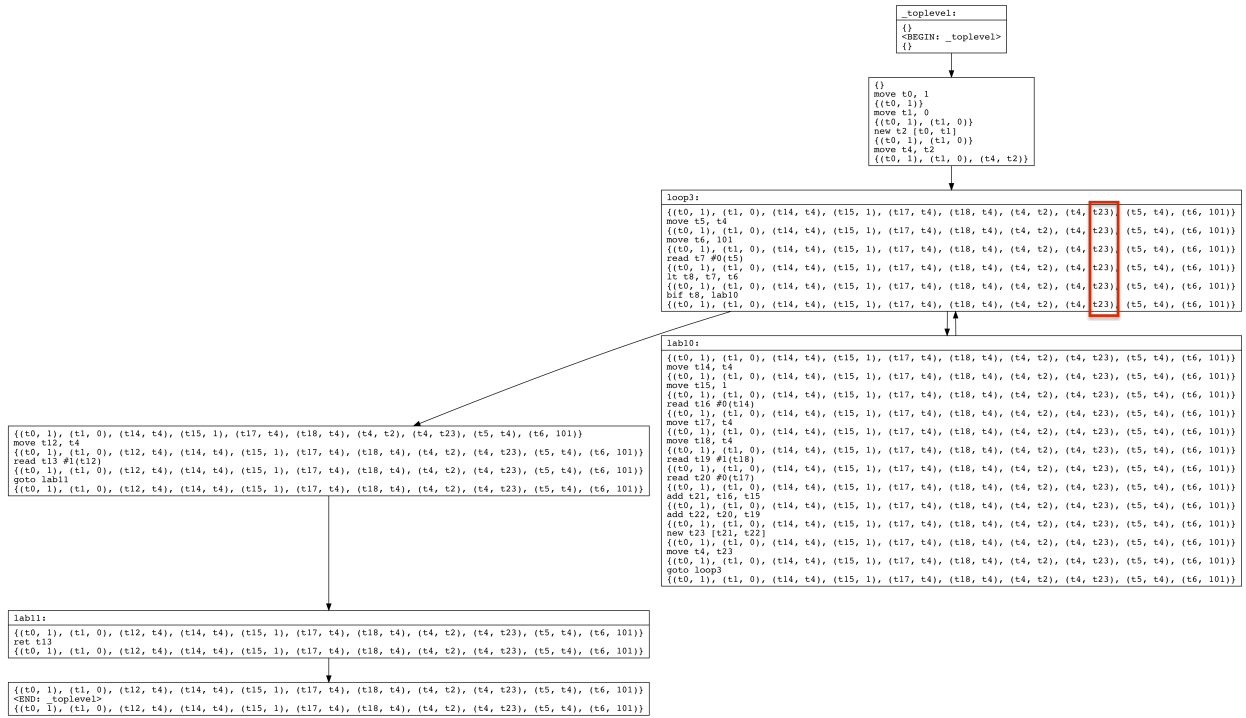 _toplevel:
{}
<BEGIN: _toplevel>
{}
{}
move t0, 1
{(t0, 1)}
move t1, 0
{(t0, 1), (t1, 0)}
new t2 [t0, t1]
{(t0, 1), (t1, 0)}
move t4, t2
{(t0, 1), (t1, 0), (t4, t2)}
loop3:
{(t0, 1), (t1, 0), (t14, t4), (t15, 1), (t17, t4), (t18, t4), (t4, t2), (t4, t23), (t5, t4), (t6, 101)}
move t5, t4
{(t0, 1), (t1, 0), (t14, t4), (t15, 1), (t17, t4), (t18, t4), (t4, t2), (t4, t23), (t5, t4), (t6, 101)}
move t6, 101
{(t0, 1), (t1, 0), (t14, t4), (t15, 1), (t17, t4), (t18, t4), (t4, t2), (t4, t23), (t5, t4), (t6, 101)}
read t7 #0(t5)
{(t0, 1), (t1, 0), (t14, t4), (t15, 1), (t17, t4), (t18, t4), (t4, t2), (t4, t23), (t5, t4), (t6, 101)}
lt t8, t7, t6
{(t0, 1), (t1, 0), (t14, t4), (t15, 1), (t17, t4), (t18, t4), (t4, t2), (t4, t23), (t5, t4), (t6, 101)}
bif t8, lab10
{(t0, 1), (t1, 0), (t14, t4), (t15, 1), (t17, t4), (t18, t4), (t4, t2), (t4, t23), (t5, t4), (t6, 101)}
lab10:
{(t0, 1), (t1, 0), (t14, t4), (t15, 1), (t17, t4), (t18, t4), (t4, t2), (t4, t23), (t5, t4), (t6, 101)}
move t14, t4
{(t0, 1), (t1, 0), (t14, t4), (t15, 1), (t17, t4), (t18, t4), (t4, t2), (t4, t23), (t5, t4), (t6, 101)}
move t15, 1
{(t0, 1), (t1, 0), (t14, t4), (t15, 1), (t17, t4), (t18, t4), (t4, t2), (t4, t23), (t5, t4), (t6, 101)}
read t16 #0(t14)
{(t0, 1), (t1, 0), (t14, t4), (t15, 1), (t17, t4), (t18, t4), (t4, t2), (t4, t23), (t5, t4), (t6, 101)}
move t17, t4
{(t0, 1), (t1, 0), (t14, t4), (t15, 1), (t17, t4), (t18, t4), (t4, t2), (t4, t23), (t5, t4), (t6, 101)}
move t18, t4
{(t0, 1), (t1, 0), (t14, t4), (t15, 1), (t17, t4), (t18, t4), (t4, t2), (t4, t23), (t5, t4), (t6, 101)}
read t19 #1(t18)
{(t0, 1), (t1, 0), (t14, t4), (t15, 1), (t17, t4), (t18, t4), (t4, t2), (t4, t23), (t5, t4), (t6, 101)}
read t20 #0(t17)
{(t0, 1), (t1, 0), (t14, t4), (t15, 1), (t17, t4), (t18, t4), (t4, t2), (t4, t23), (t5, t4), (t6, 101)}
add t21, t16, t15
{(t0, 1), (t1, 0), (t14, t4), (t15, 1), (t17, t4), (t18, t4), (t4, t2), (t4, t23), (t5, t4), (t6, 101)}
add t22, t20, t19
{(t0, 1), (t1, 0), (t14, t4), (t15, 1), (t17, t4), (t18, t4), (t4, t2), (t4, t23), (t5, t4), (t6, 101)}
new t23 [t21, t22]
{(t0, 1), (t1, 0), (t14, t4), (t15, 1), (t17, t4), (t18, t4), (t4, t2), (t4, t23), (t5, t4), (t6, 101)}
move t4, t23
{(t0, 1), (t1, 0), (t14, t4), (t15, 1), (t17, t4), (t18, t4), (t4, t2), (t4, t23), (t5, t4), (t6, 101)}
goto loop3
{(t0, 1), (t1, 0), (t14, t4), (t15, 1), (t17, t4), (t18, t4), (t4, t2), (t4, t23), (t5, t4), (t6, 101)}
{(t0, 1), (t1, 0), (t14, t4), (t15, 1), (t17, t4), (t18, t4), (t4, t2), (t4, t23), (t5, t4), (t6, 101)}
move t12, t4
{(t0, 1), (t1, 0), (t12, t4), (t14, t4), (t15, 1), (t17, t4), (t18, t4), (t4, t2), (t4, t23), (t5, t4), (t6, 101)}
read t13 #1(t12)
{(t0, 1), (t1, 0), (t12, t4), (t14, t4), (t15, 1), (t17, t4), (t18, t4), (t4, t2), (t4, t23), (t5, t4), (t6, 101)}
goto lab11
{(t0, 1), (t1, 0), (t12, t4), (t14, t4), (t15, 1), (t17, t4), (t18, t4), (t4, t2), (t4, t23), (t5, t4), (t6, 101)}
lab11:
{(t0, 1), (t1, 0), (t12, t4), (t14, t4), (t15, 1), (t17, t4), (t18, t4), (t4, t2), (t4, t23), (t5, t4), (t6, 101)}
ret t13
{(t0, 1), (t1, 0), (t12, t4), (t14, t4), (t15, 1), (t17, t4), (t18, t4), (t4, t2), (t4, t23), (t5, t4), (t6, 101)}
{(t0, 1), (t1, 0), (t12, t4), (t14, t4), (t15, 1), (t17, t4), (t18, t4), (t4, t2), (t4, t23), (t5, t4), (t6, 101)}
<END: _toplevel>
{(t0, 1), (t1, 0), (t12, t4), (t14, t4), (t15, 1), (t17, t4), (t18, t4), (t4, t2), (t4, t23), (t5, t4), (t6, 101)}